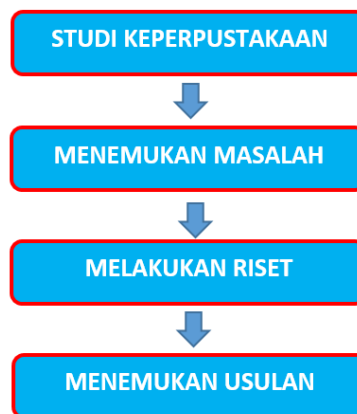 STUDI KEPERPUSTAKAAN
MENEMUKAN MASALAH
MELAKUKAN RISET
MENEMUKAN USULAN